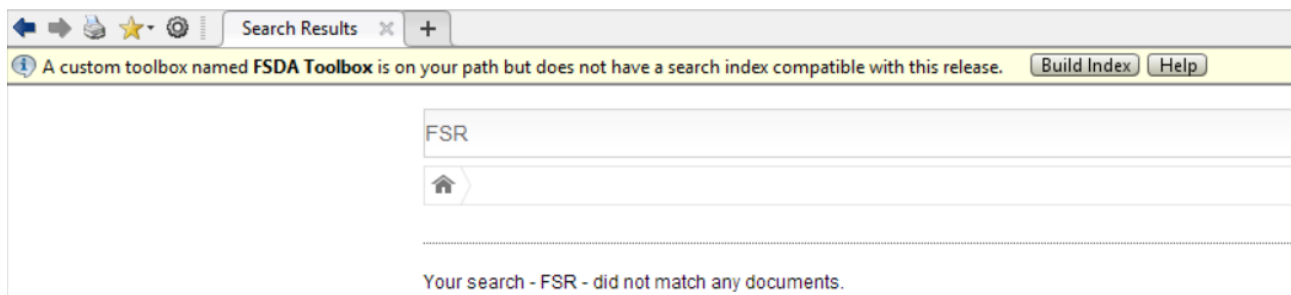 Search Results
A custom toolbox named FSDA Toolbox is on your path but does not have a search index compatible with this release. Build Index Help
FSR
Your search - FSR - did not match any documents.